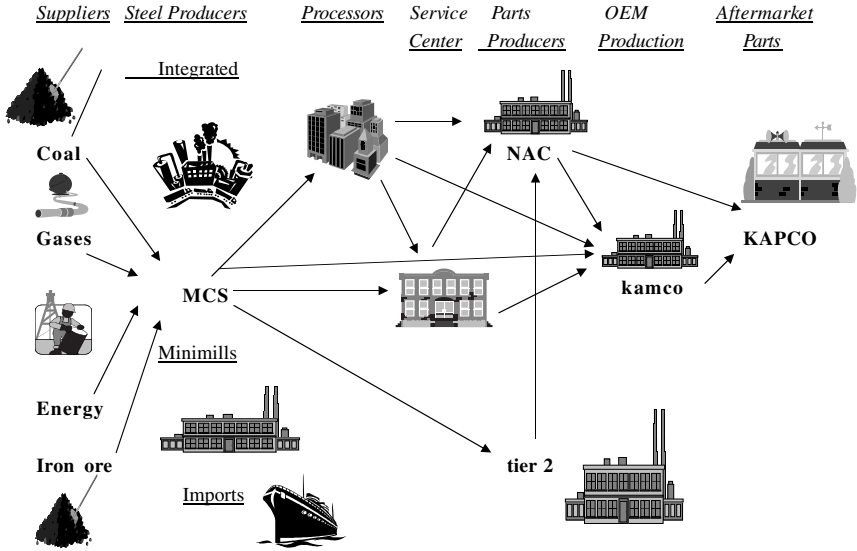 Suppliers Steel Producers Processors Service Parts OEM Aftermarket
Center Producers Production Parts
Integrated
Coal
NAC
Gases
KAPCO
MCS
kamco
Minimills
Energy
Iron ore
tier 2
Imports